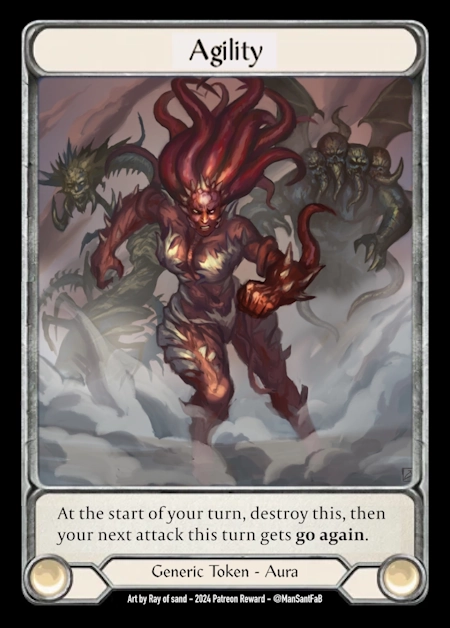 Agility
At the start of your turn, destroy this, then
your next attack this turn gets go again.
Generic Token - Aura
Art by Ray of sand – 2024 Patreon Reward – @ManSantFaB